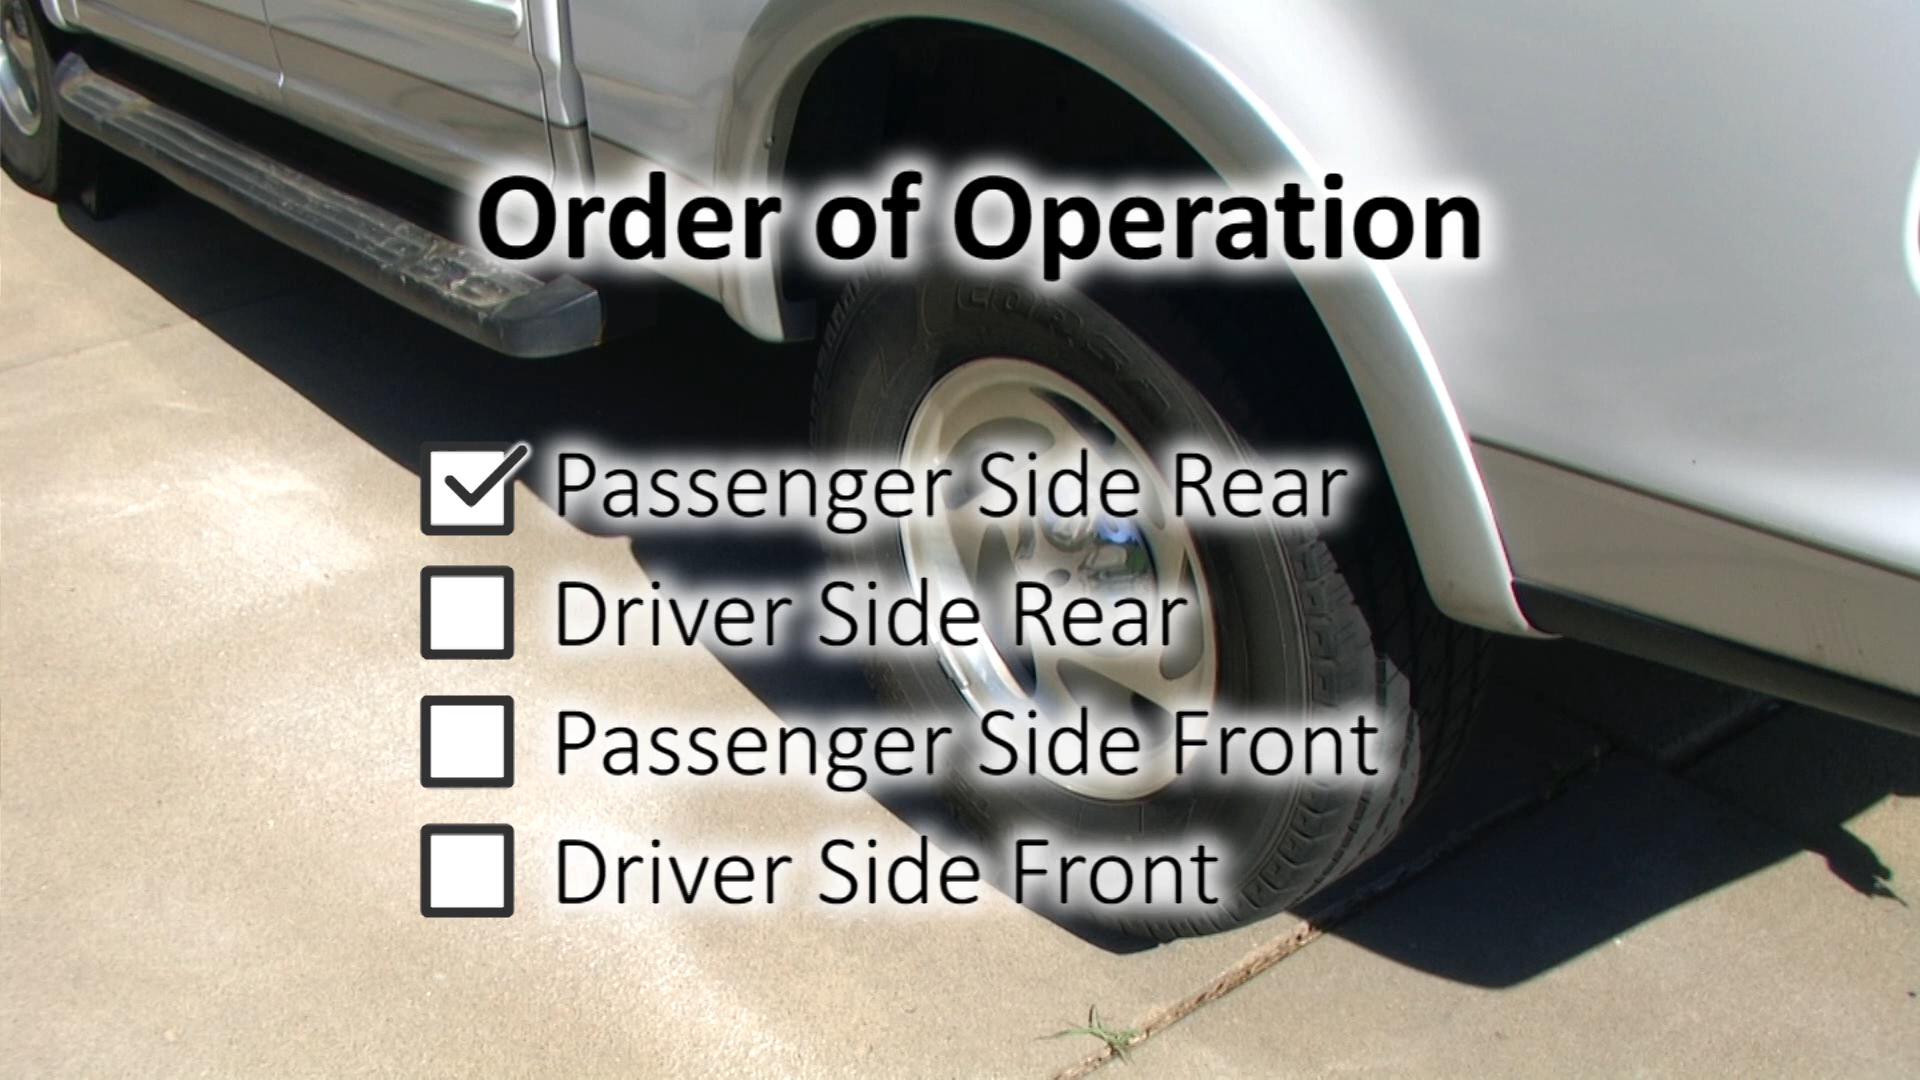 Order of Operation
Passenger Side Rear
Driver Side Rear
Passenger Side Front
Driver Side Front